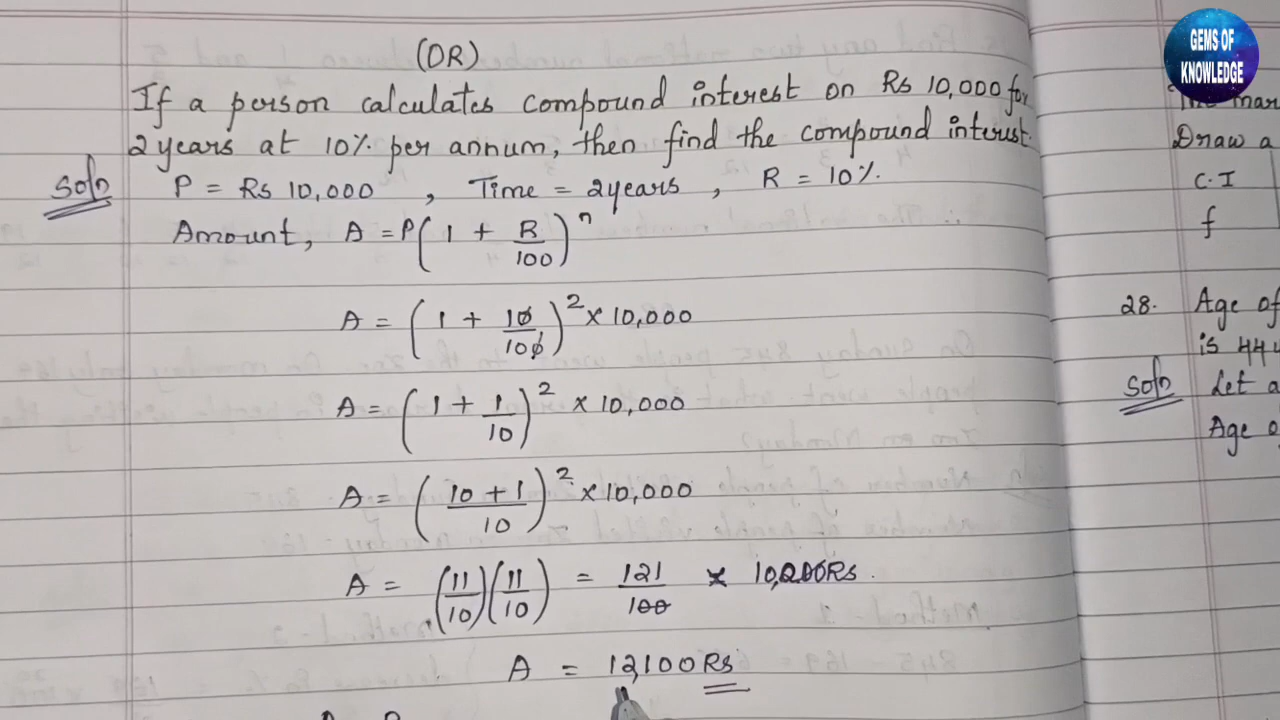 (OR)
If a person calculates compound interest on Rs 10,000 for
2 years at 10% per annum, then find the compound interest.
Soln P = Rs 10,000 , Time = 2 years , R = 10%.
Amount, A = P(1 + R/100)^n
A = (1 + 10/100)^2 × 10,000
A = (1 + 1/10)^2 × 10,000
A = (10 + 1/10)^2 × 10,000
A = (11/10)(11/10) = 121/100 × 10,000 Rs.
A = 12,100 Rs
GEMS OF
KNOWLEDGE
Draw a
C.I
f
28. Age of
is 44
Soln Let a
Age o